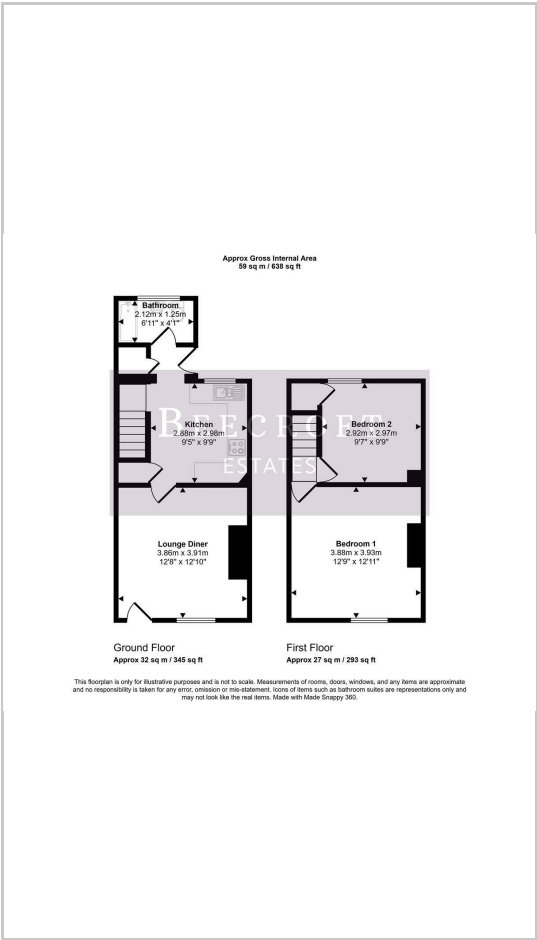 Approx Gross Internal Area
59 sq m / 638 sq ft
Bathroom
2.12m x 1.25m
6'11" x 4'1"
Kitchen
2.88m x 2.98m
9'5" x 9'9"
Bedroom 2
2.92m x 2.97m
9'7" x 9'9"
BEECROFT
ESTATES
Lounge Diner
3.86m x 3.91m
12'8" x 12'10"
Bedroom 1
3.88m x 3.93m
12'9" x 12'11"
Ground Floor
Approx 32 sq m / 345 sq ft
First Floor
Approx 27 sq m / 293 sq ft
This floorplan is only for illustrative purposes and is not to scale. Measurements of rooms, doors, windows, and any items are approximate
and no responsibility is taken for any error, omission or mis-statement. Icons of items such as bathroom suites are representations only and
may not look like the real items. Made with Made Snappy 360.